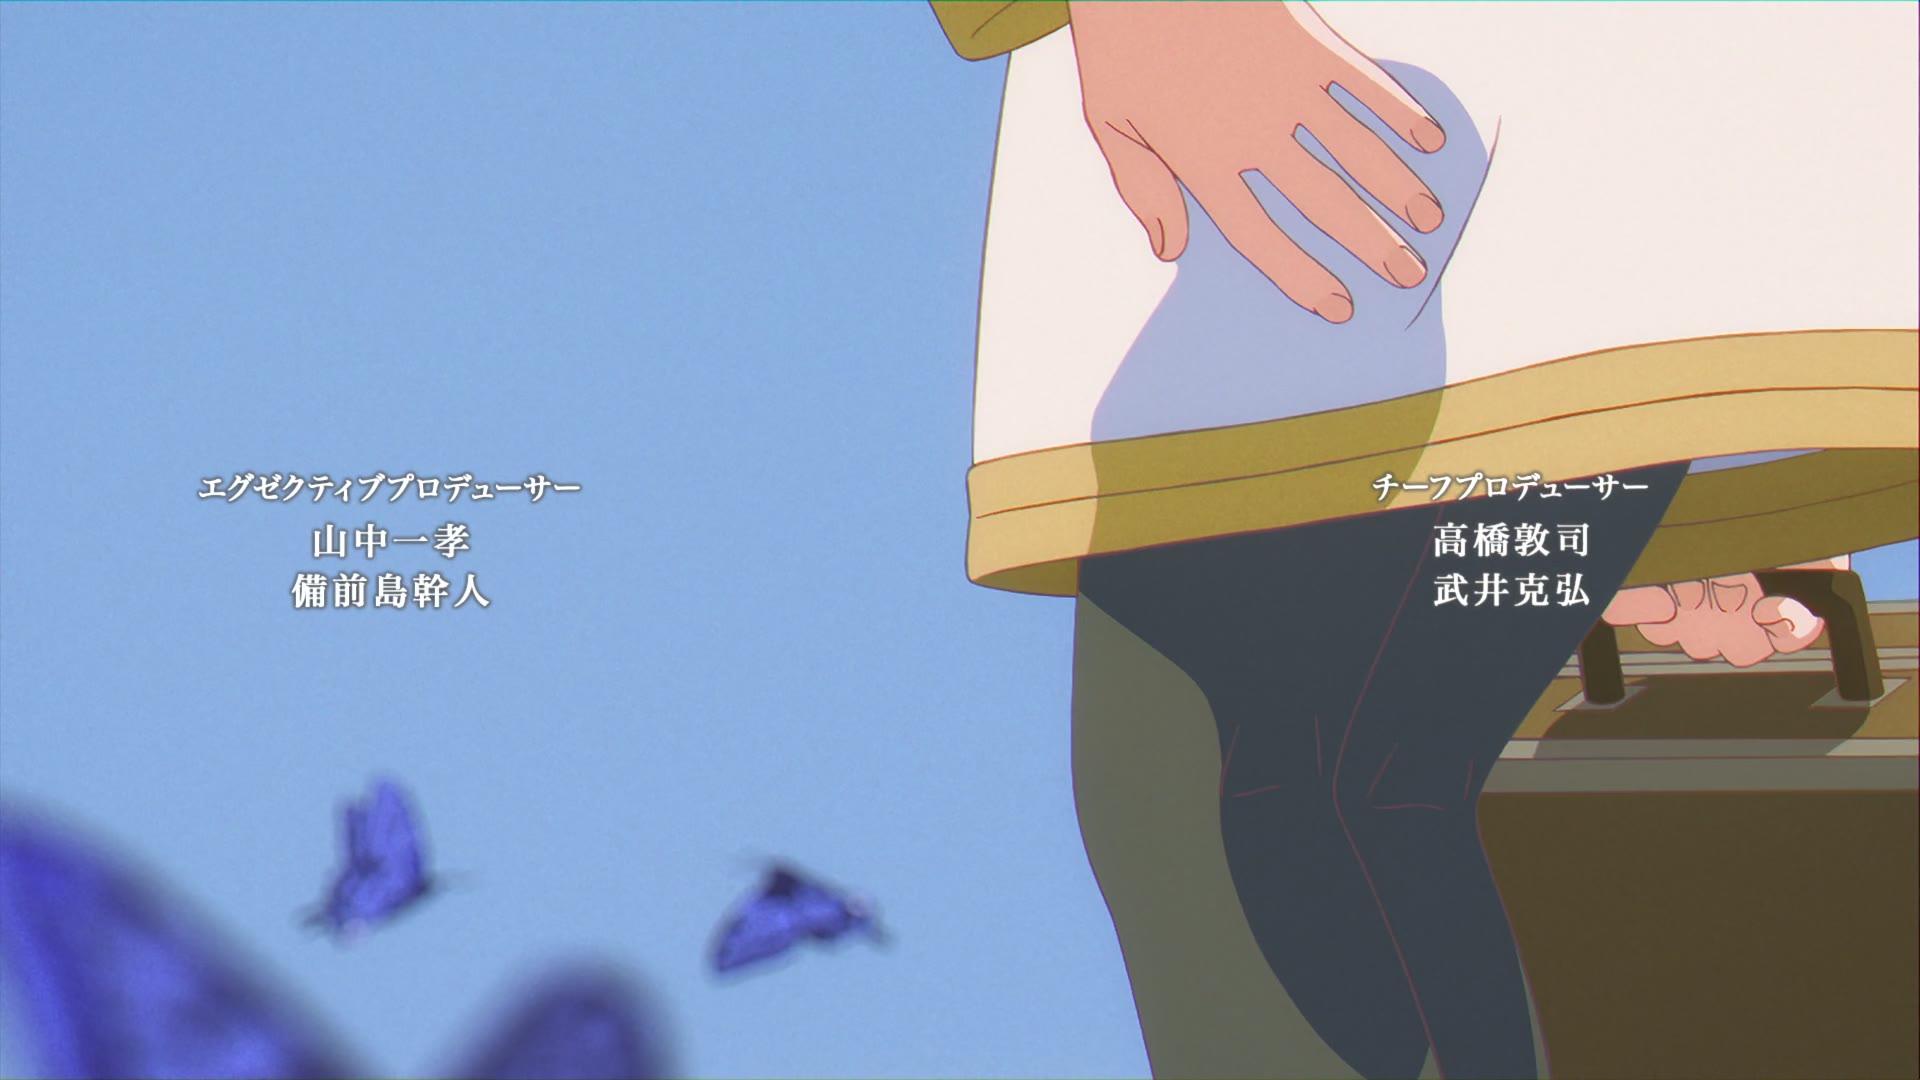 エグゼクティブプロデューサー
山中一孝
備前島幹人
チーフプロデューサー
高橋敦司
武井克弘